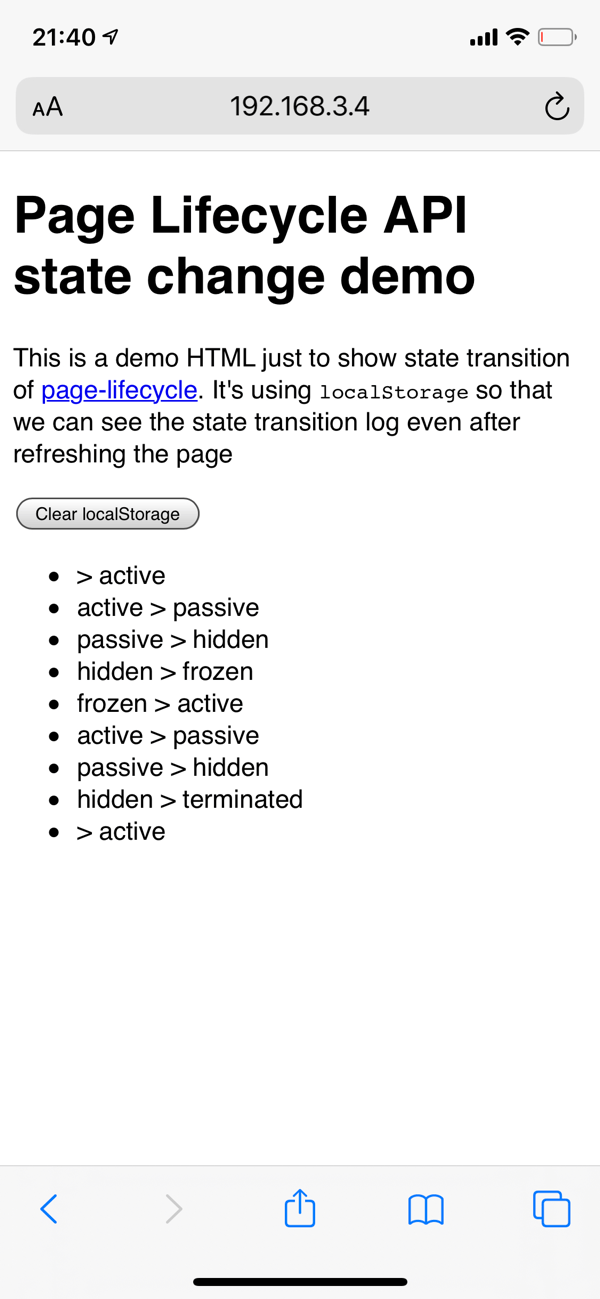 21:40
AA 192.168.3.4
Page Lifecycle API
state change demo
This is a demo HTML just to show state transition
of page-lifecycle. It's using localStorage so that
we can see the state transition log even after
refreshing the page
Clear localStorage
• > active
• active > passive
• passive > hidden
• hidden > frozen
• frozen > active
• active > passive
• passive > hidden
• hidden > terminated
• > active